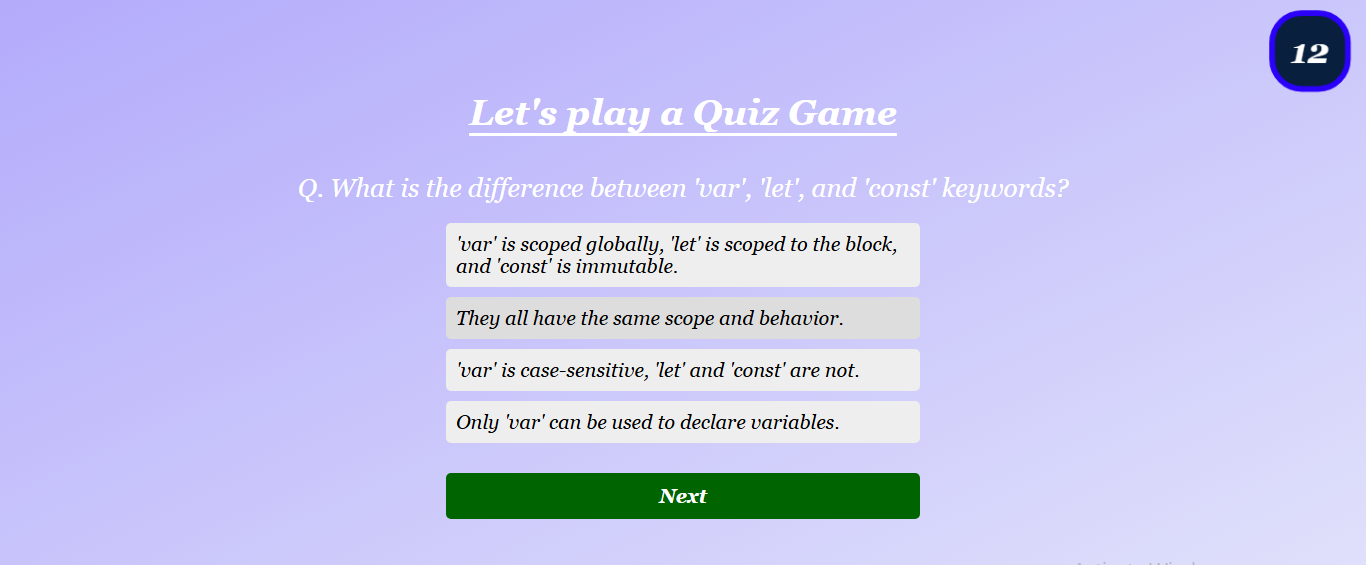 12
Let's play a Quiz Game
Q. What is the difference between 'var', 'let', and 'const' keywords?
'var' is scoped globally, 'let' is scoped to the block,
and 'const' is immutable.
They all have the same scope and behavior.
'var' is case-sensitive, 'let' and 'const' are not.
Only 'var' can be used to declare variables.
Next